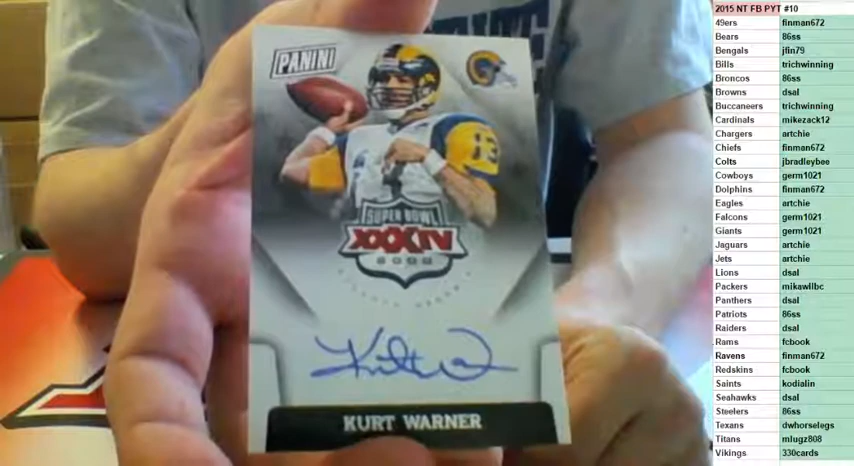 PANINI
13
SUPER BOWL
XXXIV
2000
KURT WARNER
2015 NT FB PYT #10
49ers finman672
Bears 86ss
Bengals jfin79
Bills trichwinning
Broncos 86ss
Browns dsal
Buccaneers trichwinning
Cardinals mikezack12
Chargers artchie
Chiefs finman672
Colts jbradleybee
Cowboys germ1021
Dolphins finman672
Eagles artchie
Falcons germ1021
Giants germ1021
Jaguars artchie
Jets artchie
Lions dsal
Packers mikawllbc
Panthers dsal
Patriots 86ss
Raiders dsal
Rams fcbook
Ravens finman672
Redskins fcbook
Saints kodialin
Seahawks dsal
Steelers 86ss
Texans dwhorselegs
Titans mlugz808
Vikings 330cards